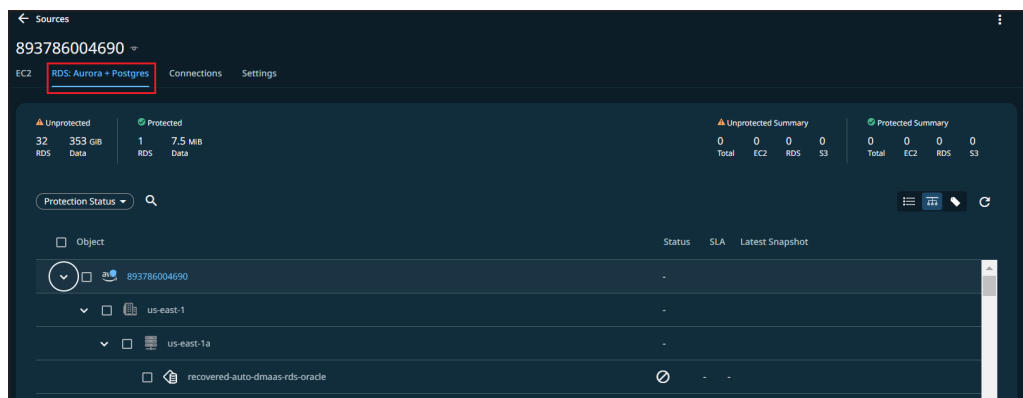 Sources
893786004690
EC2 RDS: Aurora + Postgres Connections Settings
Unprotected Protected Unprotected Summary Protected Summary
32 353 GiB 1 7.5 MiB 0 0 0 0 0 0 0 0
RDS Data RDS Data Total EC2 RDS S3 Total EC2 RDS S3
Protection Status
Object Status SLA Latest Snapshot
893786004690 -
us-east-1 -
us-east-1a -
recovered-auto-dmaas-rds-oracle - -